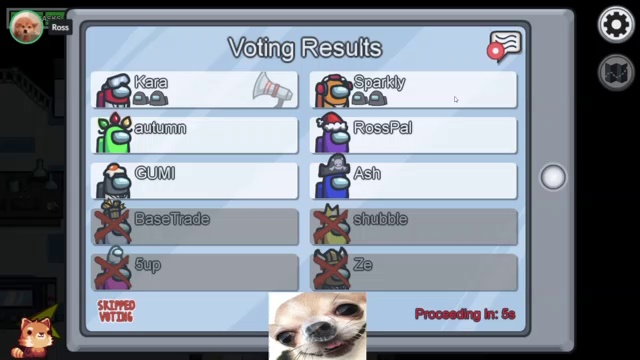 Ross
Voting Results
Kara
Sparkly
autumn
RossPal
GUMI
Ash
BaseTrade
shubble
5up
Ze
SKIPPED
VOTING
Proceeding In: 5s